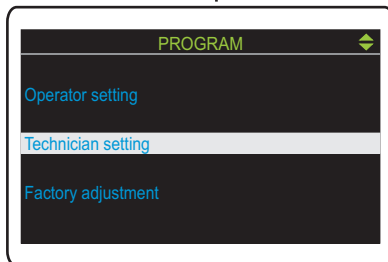 PROGRAM
Operator setting
Technician setting
Factory adjustment